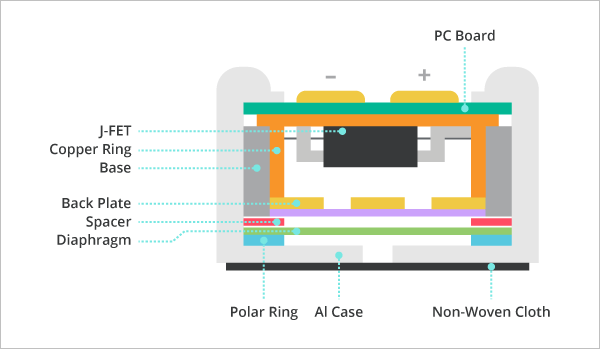 PC Board
– +
J-FET
Copper Ring
Base
Back Plate
Spacer
Diaphragm
Polar Ring Al Case Non-Woven Cloth